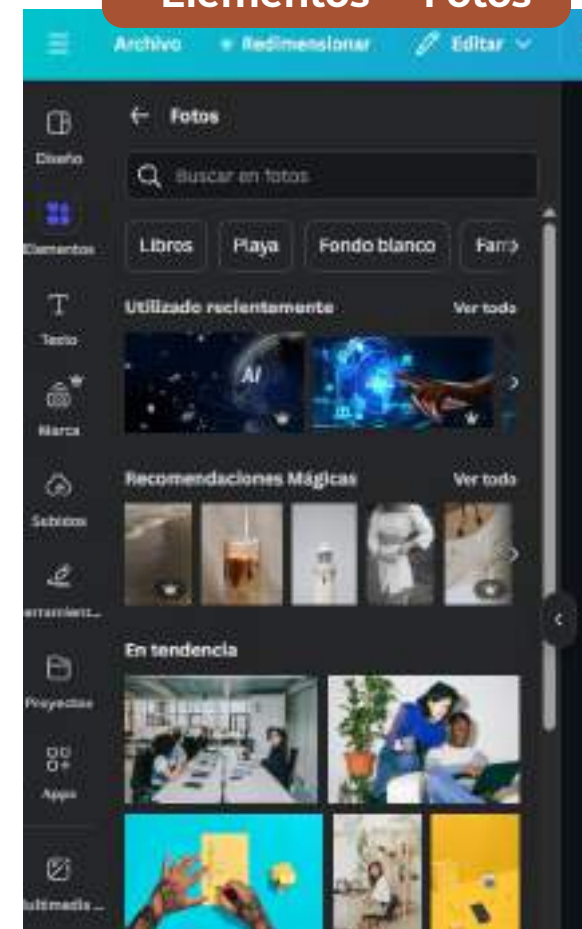 Elementos   Fotos
Archivo
Redimensionar
Editar
Fotos
Diseño
Buscar en fotos
Elementos
Libros
Playa
Fondo blanco
Texto
Utilizado recientemente
Ver todo
AI
Marca
Recomendaciones Mágicas
Ver todo
Subidos
En tendencia
Proyectos
Apps